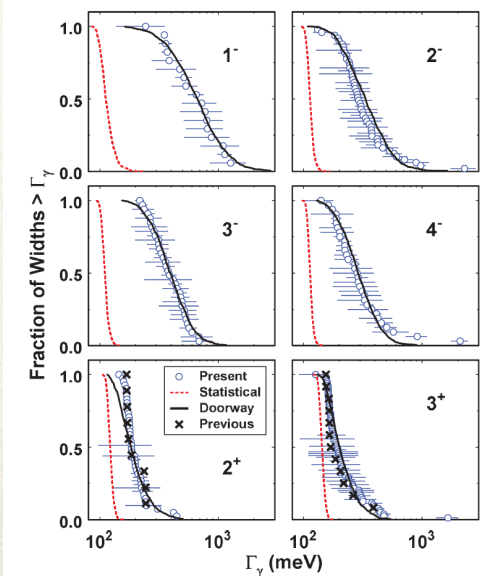 Fraction of Widths > Γγ
1.0
0.5
0.0
1⁻
2⁻
1.0
0.5
0.0
3⁻
4⁻
1.0
0.5
0.0
Present
Statistical
Doorway
Previous
2⁺
3⁺
10² 10³ 10² 10³
Γγ (meV)